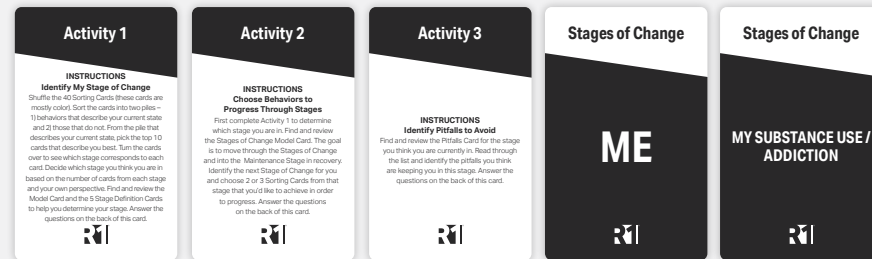 Activity 1
INSTRUCTIONS
Identify My Stage of Change
Shuffle the 40 Sorting Cards (these cards are
mostly color). Sort the cards into two piles –
1) behaviors that describe your current state
and 2) those that do not. From the pile that
describes your current state, pick the top 10
cards that describe you best. Turn the cards
over to see which stage corresponds to each
card. Decide which stage you think you are in
based on the number of cards from each stage
and your own perspective. Find and review the
Model Card and the 5 Stage Definition Cards
to help you determine your stage. Answer the
questions on the back of this card.
R1
Activity 2
INSTRUCTIONS
Choose Behaviors to
Progress Through Stages
First complete Activity 1 to determine
which stage you are in. Find and review
the Stages of Change Model Card. The goal
is to move through the Stages of Change
and into the Maintenance Stage in recovery.
Identify the next Stage of Change for you
and choose 2 or 3 Sorting Cards from that
stage that you'd like to achieve in order
to progress. Answer the questions
on the back of this card.
R1
Activity 3
INSTRUCTIONS
Identify Pitfalls to Avoid
Find and review the Pitfalls Card for the stage
you think you are currently in. Read through
the list and identify the pitfalls you think
are keeping you in this stage. Answer the
questions on the back of this card.
R1
Stages of Change
ME
R1
Stages of Change
MY SUBSTANCE USE /
ADDICTION
R1